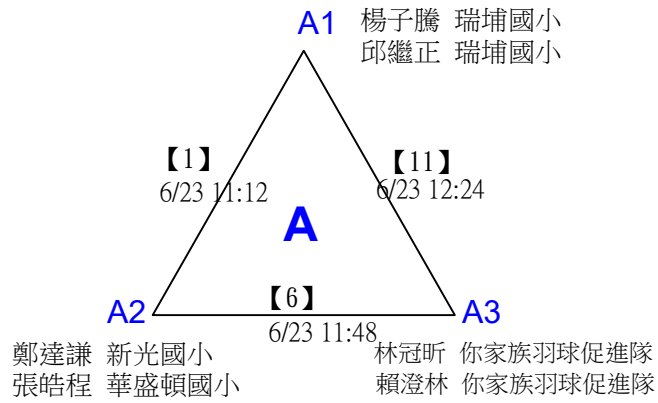 A1
楊子騰 瑞埔國小
邱繼正 瑞埔國小
【1】
6/23 11:12
【11】
6/23 12:24
A
【6】
6/23 11:48
A2
鄭達謙 新光國小
張皓程 華盛頓國小
A3
林冠昕 你家族羽球促進隊
賴澄林 你家族羽球促進隊